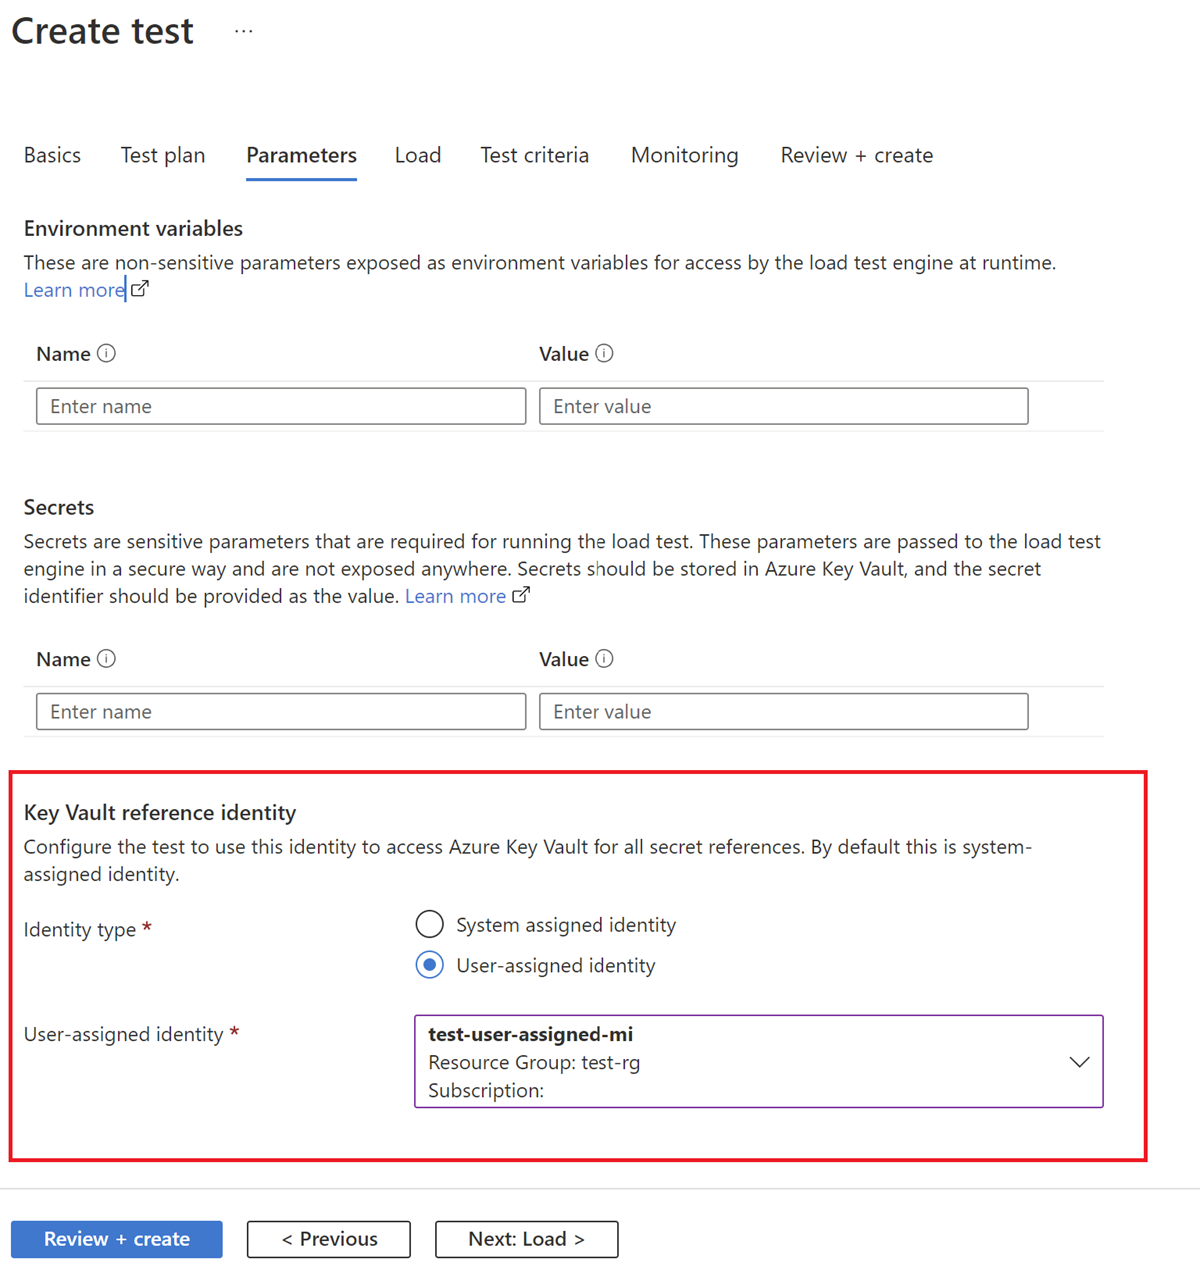 Create test ...
Basics Test plan Parameters Load Test criteria Monitoring Review + create
Environment variables
These are non-sensitive parameters exposed as environment variables for access by the load test engine at runtime.
Learn more
Name Value
Enter name Enter value
Secrets
Secrets are sensitive parameters that are required for running the load test. These parameters are passed to the load test
engine in a secure way and are not exposed anywhere. Secrets should be stored in Azure Key Vault, and the secret
identifier should be provided as the value. Learn more
Name Value
Enter name Enter value
Key Vault reference identity
Configure the test to use this identity to access Azure Key Vault for all secret references. By default this is system-
assigned identity.
Identity type *
System assigned identity
User-assigned identity
User-assigned identity *
test-user-assigned-mi
Resource Group: test-rg
Subscription:
Review + create < Previous Next: Load >